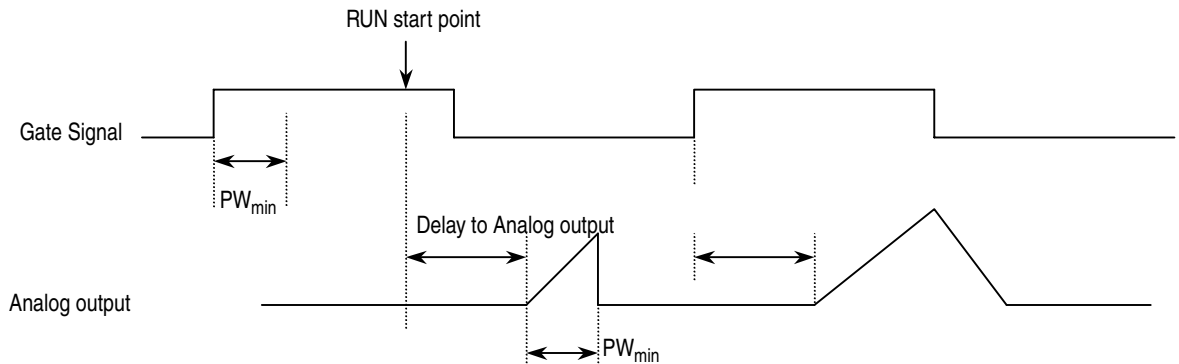 RUN start point
Gate Signal
PWmin
Delay to Analog output
Analog output
PWmin